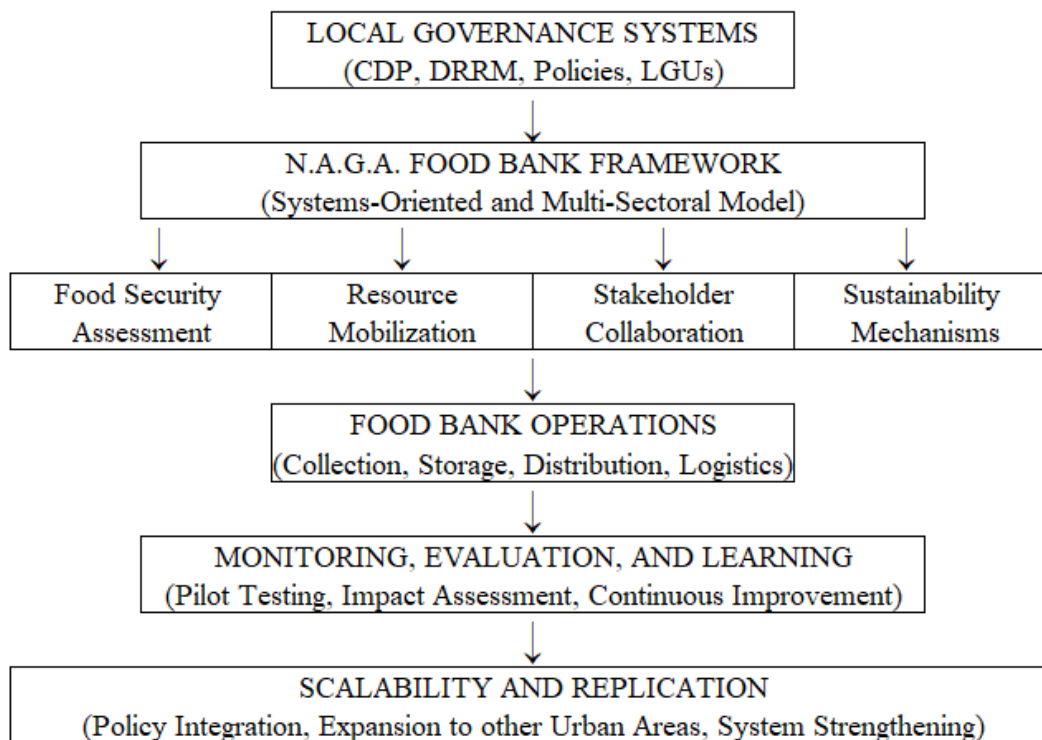 LOCAL GOVERNANCE SYSTEMS
(CDP, DRRM, Policies, LGUs)
N.A.G.A. FOOD BANK FRAMEWORK
(Systems-Oriented and Multi-Sectoral Model)
Food Security
Assessment
Resource
Mobilization
Stakeholder
Collaboration
Sustainability
Mechanisms
FOOD BANK OPERATIONS
(Collection, Storage, Distribution, Logistics)
MONITORING, EVALUATION, AND LEARNING
(Pilot Testing, Impact Assessment, Continuous Improvement)
SCALABILITY AND REPLICATION
(Policy Integration, Expansion to other Urban Areas, System Strengthening)